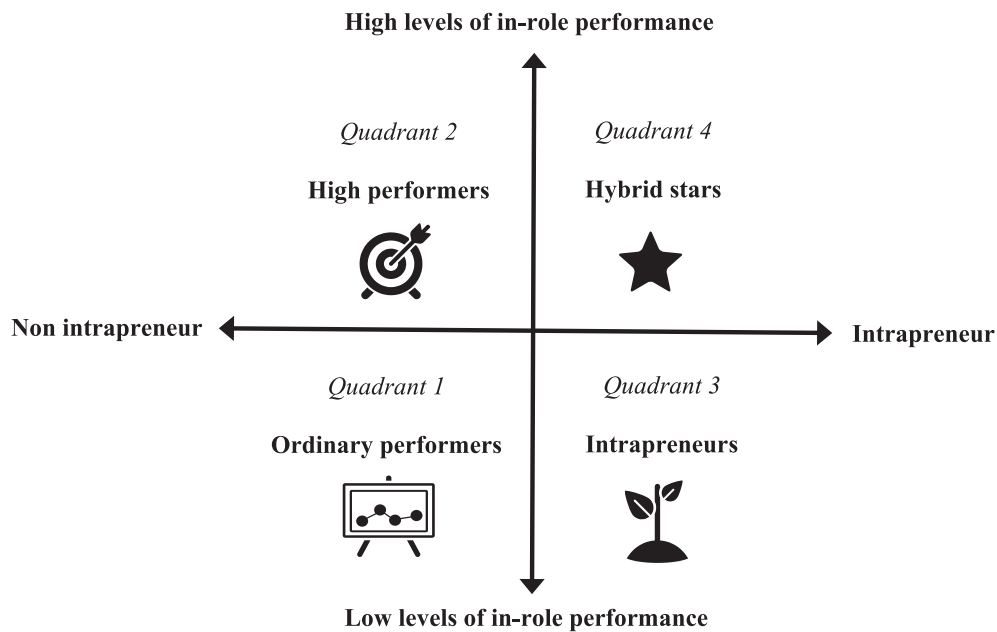 High levels of in-role performance
Quadrant 2
Quadrant 4
High performers
Hybrid stars
Non intrapreneur
Intrapreneur
Quadrant 1
Quadrant 3
Ordinary performers
Intrapreneurs
Low levels of in-role performance